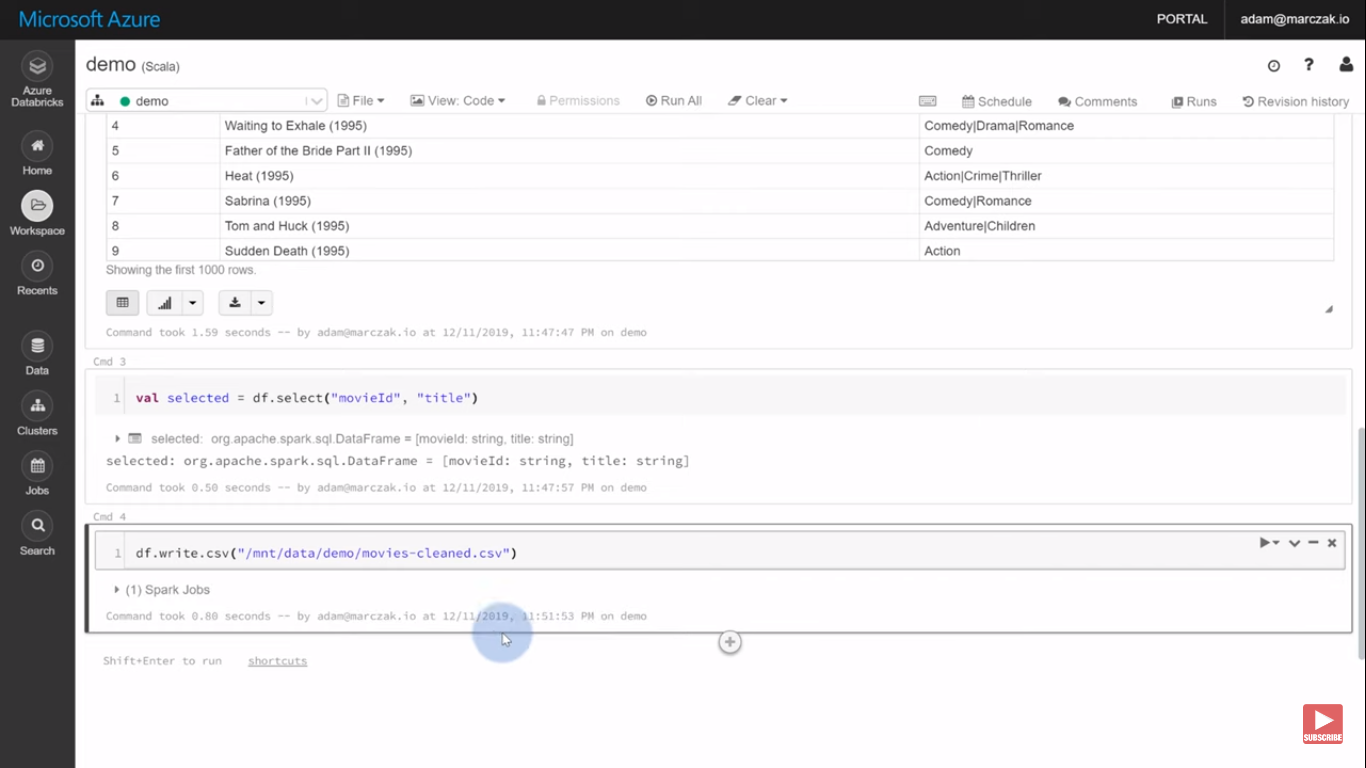 Microsoft Azure PORTAL adam@marczak.io
demo (Scala)
Azure Databricks
demo File View: Code Permissions Run All Clear Schedule Comments Runs Revision history
4 Waiting to Exhale (1995) Comedy|Drama|Romance
5 Father of the Bride Part II (1995) Comedy
Home
6 Heat (1995) Action|Crime|Thriller
7 Sabrina (1995) Comedy|Romance
Workspace
8 Tom and Huck (1995) Adventure|Children
9 Sudden Death (1995) Action
Showing the first 1000 rows.
Recents
Command took 1.59 seconds -- by adam@marczak.io at 12/11/2019, 11:47:47 PM on demo
Cmd 3
Data
1 val selected = df.select("movieId", "title")
Clusters
selected: org.apache.spark.sql.DataFrame = [movieId: string, title: string]
selected: org.apache.spark.sql.DataFrame = [movieId: string, title: string]
Command took 0.50 seconds -- by adam@marczak.io at 12/11/2019, 11:47:57 PM on demo
Jobs
Cmd 4
1 df.write.csv("/mnt/data/demo/movies-cleaned.csv")
Search
(1) Spark Jobs
Command took 0.80 seconds -- by adam@marczak.io at 12/11/2019, 11:51:53 PM on demo
Shift+Enter to run shortcuts
SUBSCRIBE